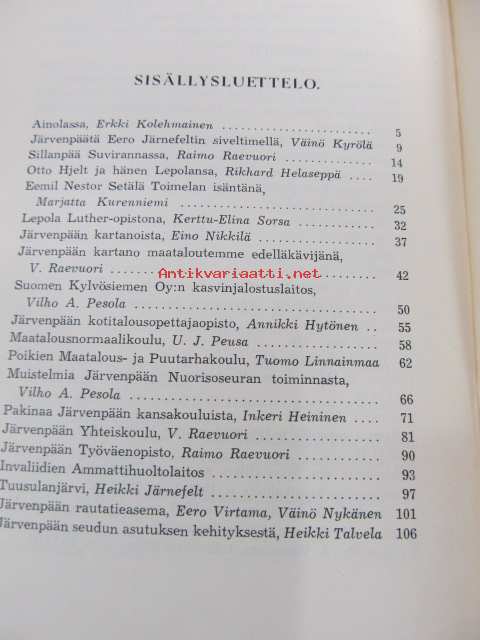 SISÄLLYSLUETTELO.
Ainolassa, Erkki Kolehmainen . . . . . . . . . . . . 5
Järvenpäätä Eero Järnefeltin siveltimellä, Väinö Kyrölä 9
Sillanpää Suvirannassa, Raimo Raevuori . . . . . . . . 14
Otto Hjelt ja hänen Lepolansa, Rikhard Helaseppä . . . . 19
Eemil Nestor Setälä Toimelan isäntänä,
Marjatta Kurenniemi . . . . . . . . . . . . 25
Lepola Luther-opistona, Kerttu-Elina Sorsa . . . . . . 32
Järvenpään kartanoista, Eino Nikkilä . . . . . . . . 37
Järvenpään kartano maataloutemme edelläkävijänä,
V. Raevuori . . . . . . . . . . . . 42
Antikvariaatti.net
Suomen Kylvösiemen Oy:n kasvinjalostuslaitos,
Vilho A. Pesola . . . . . . . . . . . . 50
Järvenpään kotitalousopettajaopisto, Annikki Hytönen . . 55
Maatalousnormaalikoulu, U. J. Peusa . . . . . . . . 58
Poikien Maatalous- ja Puutarhakoulu, Tuomo Linnainmaa 62
Muistelmia Järvenpään Nuorisoseuran toiminnasta,
Vilho A. Pesola . . . . . . . . . . . . 66
Pakinaa Järvenpään kansakouluista, Inkeri Heininen . . . . 71
Järvenpään Yhteiskoulu, V. Raevuori . . . . . . . . 81
Järvenpään Työväenopisto, Raimo Raevuori . . . . . . 90
Invaliidien Ammattihuoltolaitos . . . . . . . . . . 93
Tuusulanjärvi, Heikki Järnefelt . . . . . . . . . . 97
Järvenpään rautatieasema, Eero Virtama, Väinö Nykänen 101
Järvenpään seudun asutuksen kehityksestä, Heikki Talvela 106